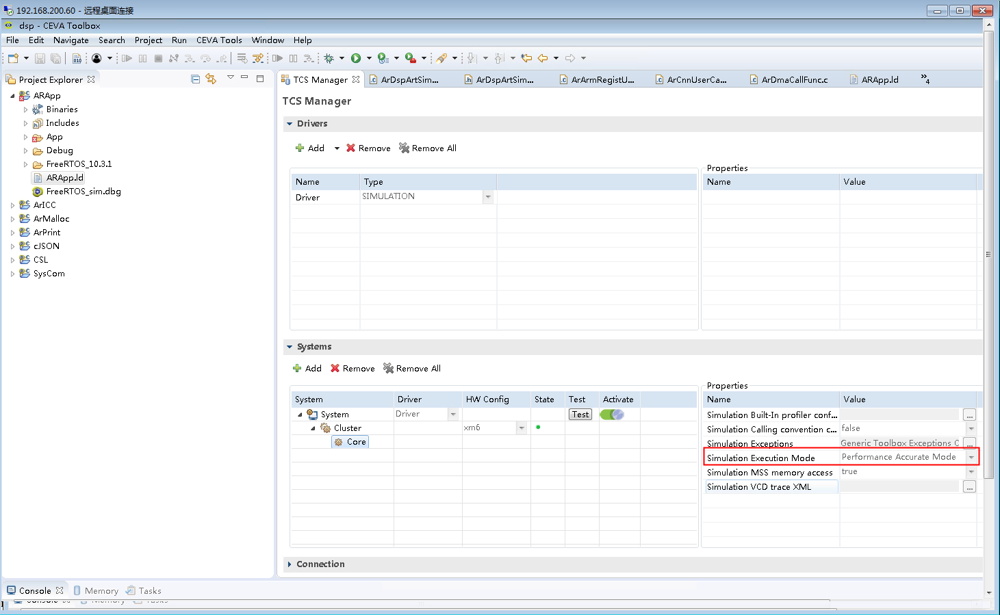 192.168.200.60 - 远程桌面连接
dsp - CEVA Toolbox
File Edit Navigate Search Project Run CEVA Tools Window Help
Project Explorer
TCS Manager ArDspArtSim... ArDspArtSim... ArArmRegistU... ArCnnUserCa... ArDmaCallFunc.c ARApp.ld »4
ARApp
Binaries
Includes
App
Debug
FreeRTOS_10.3.1
ARApp.ld
FreeRTOS_sim.dbg
ArICC
ArMalloc
ArPrint
cJSON
CSL
SysCom
TCS Manager
Drivers
Add Remove Remove All
Name Type
Driver SIMULATION
Properties
Name Value
Systems
Add Remove Remove All
System Driver HW Config State Test Activate
System Driver Test
Cluster xm6
Core
Properties
Name Value
Simulation Built-In profiler conf... ...
Simulation Calling convention c... false
Simulation Exceptions Generic Toolbox Exceptions C ...
Simulation Execution Mode Performance Accurate Mode
Simulation MSS memory access true
Simulation VCD trace XML ...
Connection
Console Memory Tasks